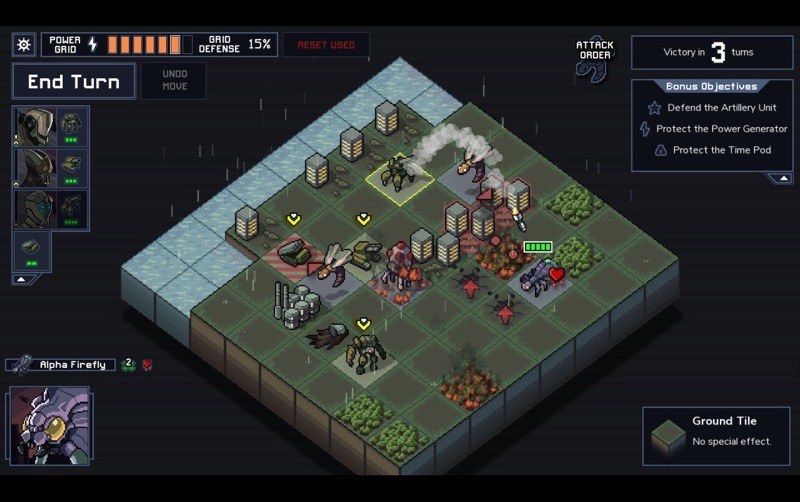 POWER
GRID
GRID
DEFENSE
15%
RESET USED
ATTACK
ORDER
Victory in 3 turns
End Turn
UNDO
MOVE
Bonus Objectives
Defend the Artillery Unit
Protect the Power Generator
Protect the Time Pod
Alpha Firefly
2
Ground Tile
No special effect.